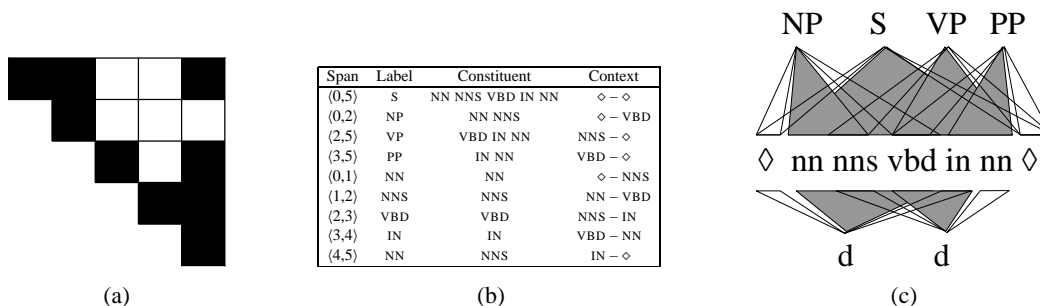 Span Label Constituent Context
⟨0,5⟩ S NN NNS VBD IN NN ⋄ – ⋄
⟨0,2⟩ NP NN NNS ⋄ – VBD
⟨2,5⟩ VP VBD IN NN NNS – ⋄
⟨3,5⟩ PP IN NN VBD – ⋄
⟨0,1⟩ NN NN ⋄ – NNS
⟨1,2⟩ NNS NNS NN – VBD
⟨2,3⟩ VBD VBD NNS – IN
⟨3,4⟩ IN IN VBD – NN
⟨4,5⟩ NN NNS IN – ⋄
NP S VP PP
◊ nn nns vbd in nn ◊
d d
(a) (b) (c)